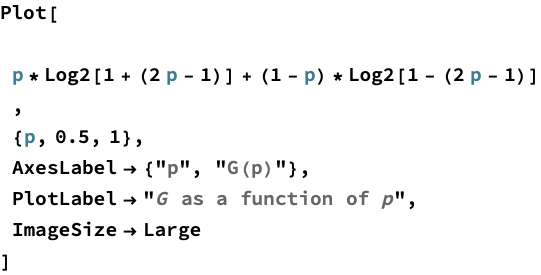 Plot[
p * Log2[1 + (2 p - 1)] + (1 - p) * Log2[1 - (2 p - 1)]
,
{p, 0.5, 1},
AxesLabel → {"p", "G(p)"},
PlotLabel → "G as a function of p",
ImageSize → Large
]